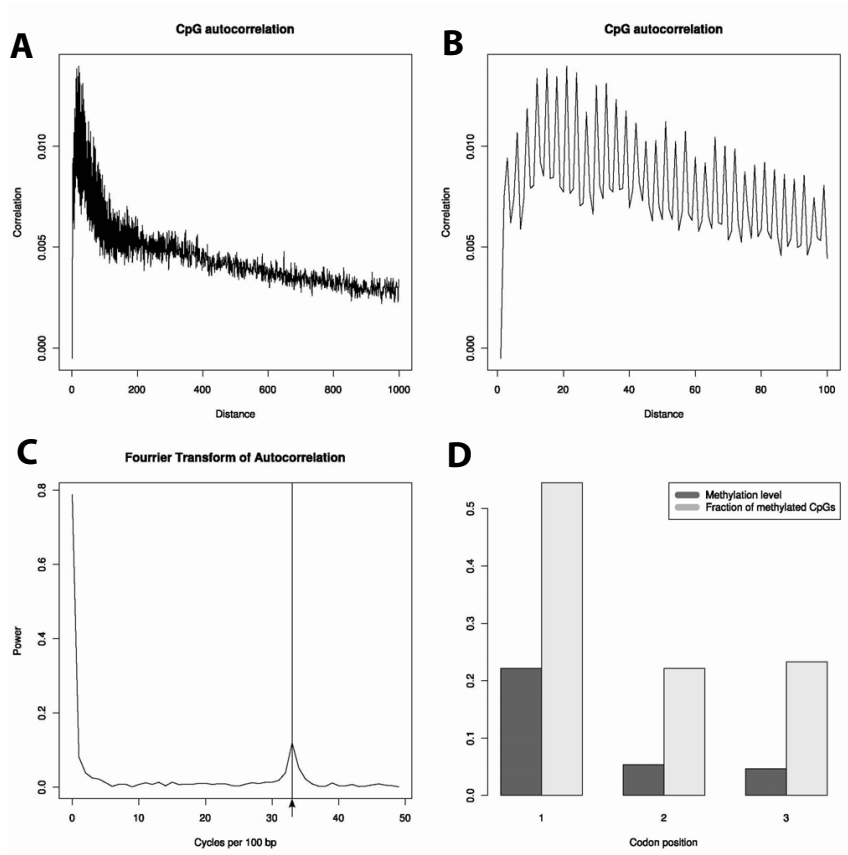 A
CpG autocorrelation
Correlation
0.000
0.005
0.010
0
200
400
600
800
1000
Distance
B
CpG autocorrelation
Correlation
0.000
0.005
0.010
0
20
40
60
80
100
Distance
C
Fourrier Transform of Autocorrelation
Power
0.0
0.2
0.4
0.6
0.8
0
10
20
30
40
50
Cycles per 100 bp
D
Methylation level
Fraction of methylated CpGs
0.0
0.1
0.2
0.3
0.4
0.5
1
2
3
Codon position